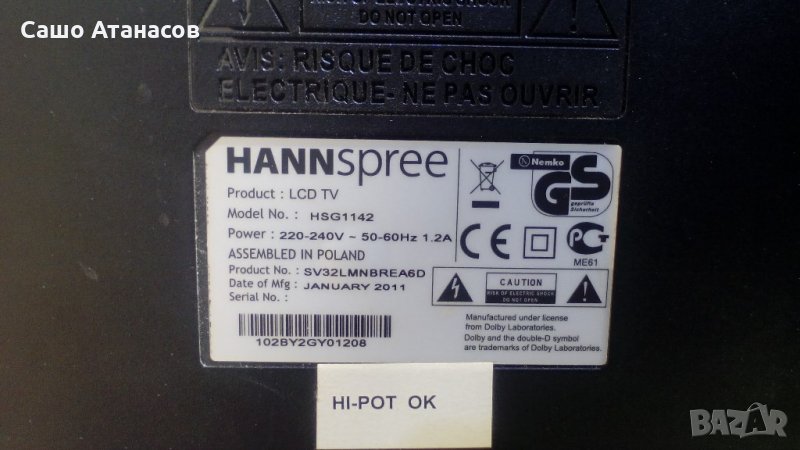 Сашо Атанасов
DO NOT OPEN
AVIS: RISQUE DE CHOC
ELECTRIQUE- NE PAS OUVRIR
HANNspree
Product : LCD TV
Model No. : HSG1142
Power : 220-240V ~ 50-60Hz 1.2A
ASSEMBLED IN POLAND
Product No. : SV32LMNBREA6D
Date of Mfg : JANUARY 2011
Serial No. :
102BY2GY01208
N Nemko
GS
geprüfte
Sicherheit
CE
ME61
CAUTION
RISK OF ELECTRIC SHOCK
DO NOT OPEN
Manufactured under license
from Dolby Laboratories.
Dolby and the double-D symbol
are trademarks of Dolby Laboratories.
HI-POT OK
BAZAR